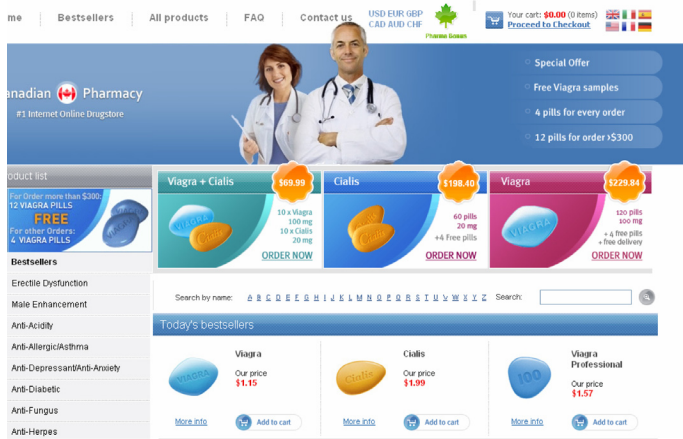 me
Bestsellers
All products
FAQ
Contact us
USD EUR GBP
CAD AUD CHF
Your cart: $0.00 (0 items)
Proceed to Checkout
anadian Pharmacy
#1 Internet Online Drugstore
Special Offer
Free Viagra samples
4 pills for every order
12 pills for order >$300
oduct list
For Order more than $300:
12 VIAGRA PILLS
FREE
For other Orders:
4 VIAGRA PILLS
Viagra + Cialis
$69.99
VIAGRA
Cialis
10 x Viagra
100 mg
10 x Cialis
20 mg
ORDER NOW
Cialis
$198.40
60 pills
20 mg
+4 Free pills
ORDER NOW
Viagra
$229.84
VIAGRA
120 pills
100 mg
+ 4 free pills
+ free delivery
ORDER NOW
Bestsellers
Erectile Dysfunction
Male Enhancement
Anti-Acidity
Anti-Allergic/Asthma
Anti-Depressant/Anti-Anxiety
Anti-Diabetic
Anti-Fungus
Anti-Herpes
Search by name: A B C D E F G H I J K L M N O P Q R S T U V W X Y Z Search:
Today's bestsellers
VIAGRA
Viagra
Our price
$1.15
More info
Add to cart
Cialis
Cialis
Our price
$1.99
More info
Add to cart
100
Viagra
Professional
Our price
$1.57
More info
Add to cart